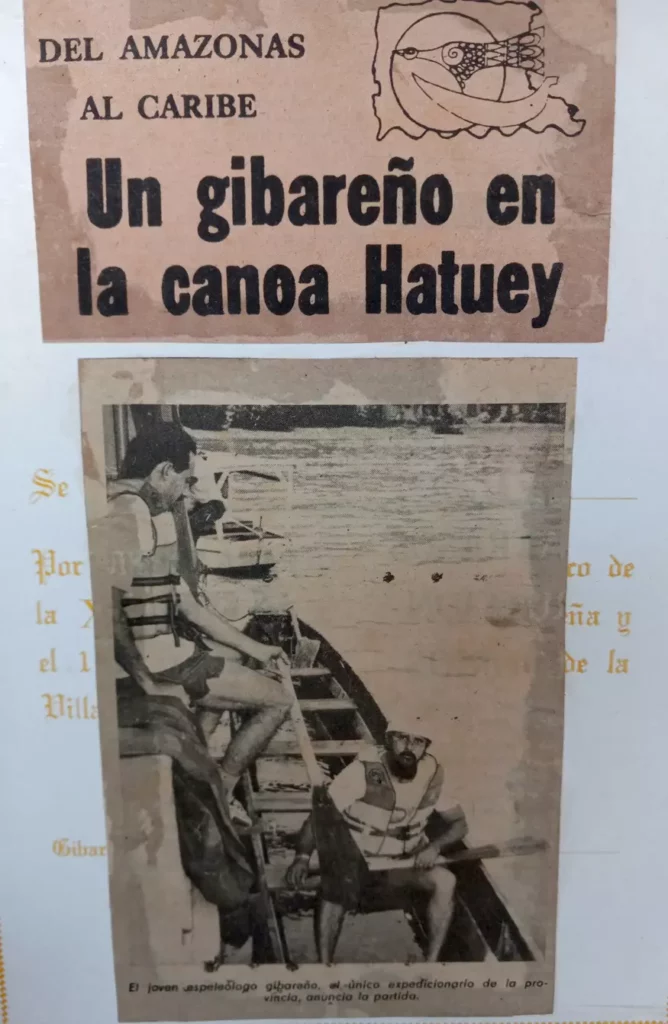 DEL AMAZONAS
AL CARIBE
Un gibareño en
la canoa Hatuey
Se
Por
ro de
la X
ña y
el 1
de la
Villa
Gibar
El joven espeleólogo gibareño, el único expedicionario de la pro-
vincia, anuncia la partida.